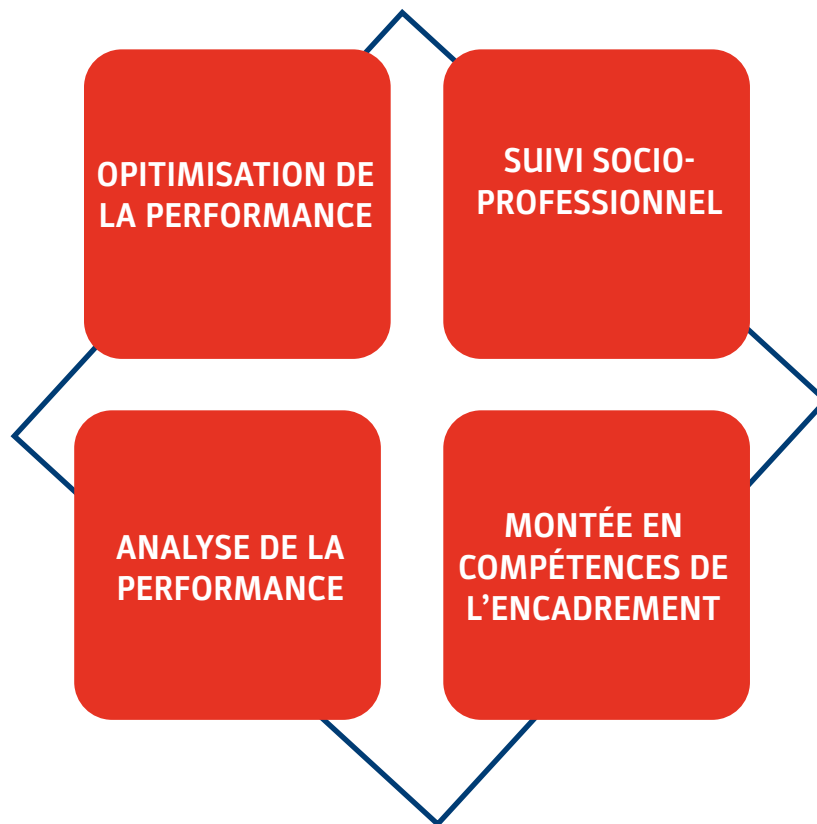 OPITIMISATION DE
LA PERFORMANCE
SUIVI SOCIO-
PROFESSIONNEL
ANALYSE DE LA
PERFORMANCE
MONTÉE EN
COMPÉTENCES DE
L’ENCADREMENT